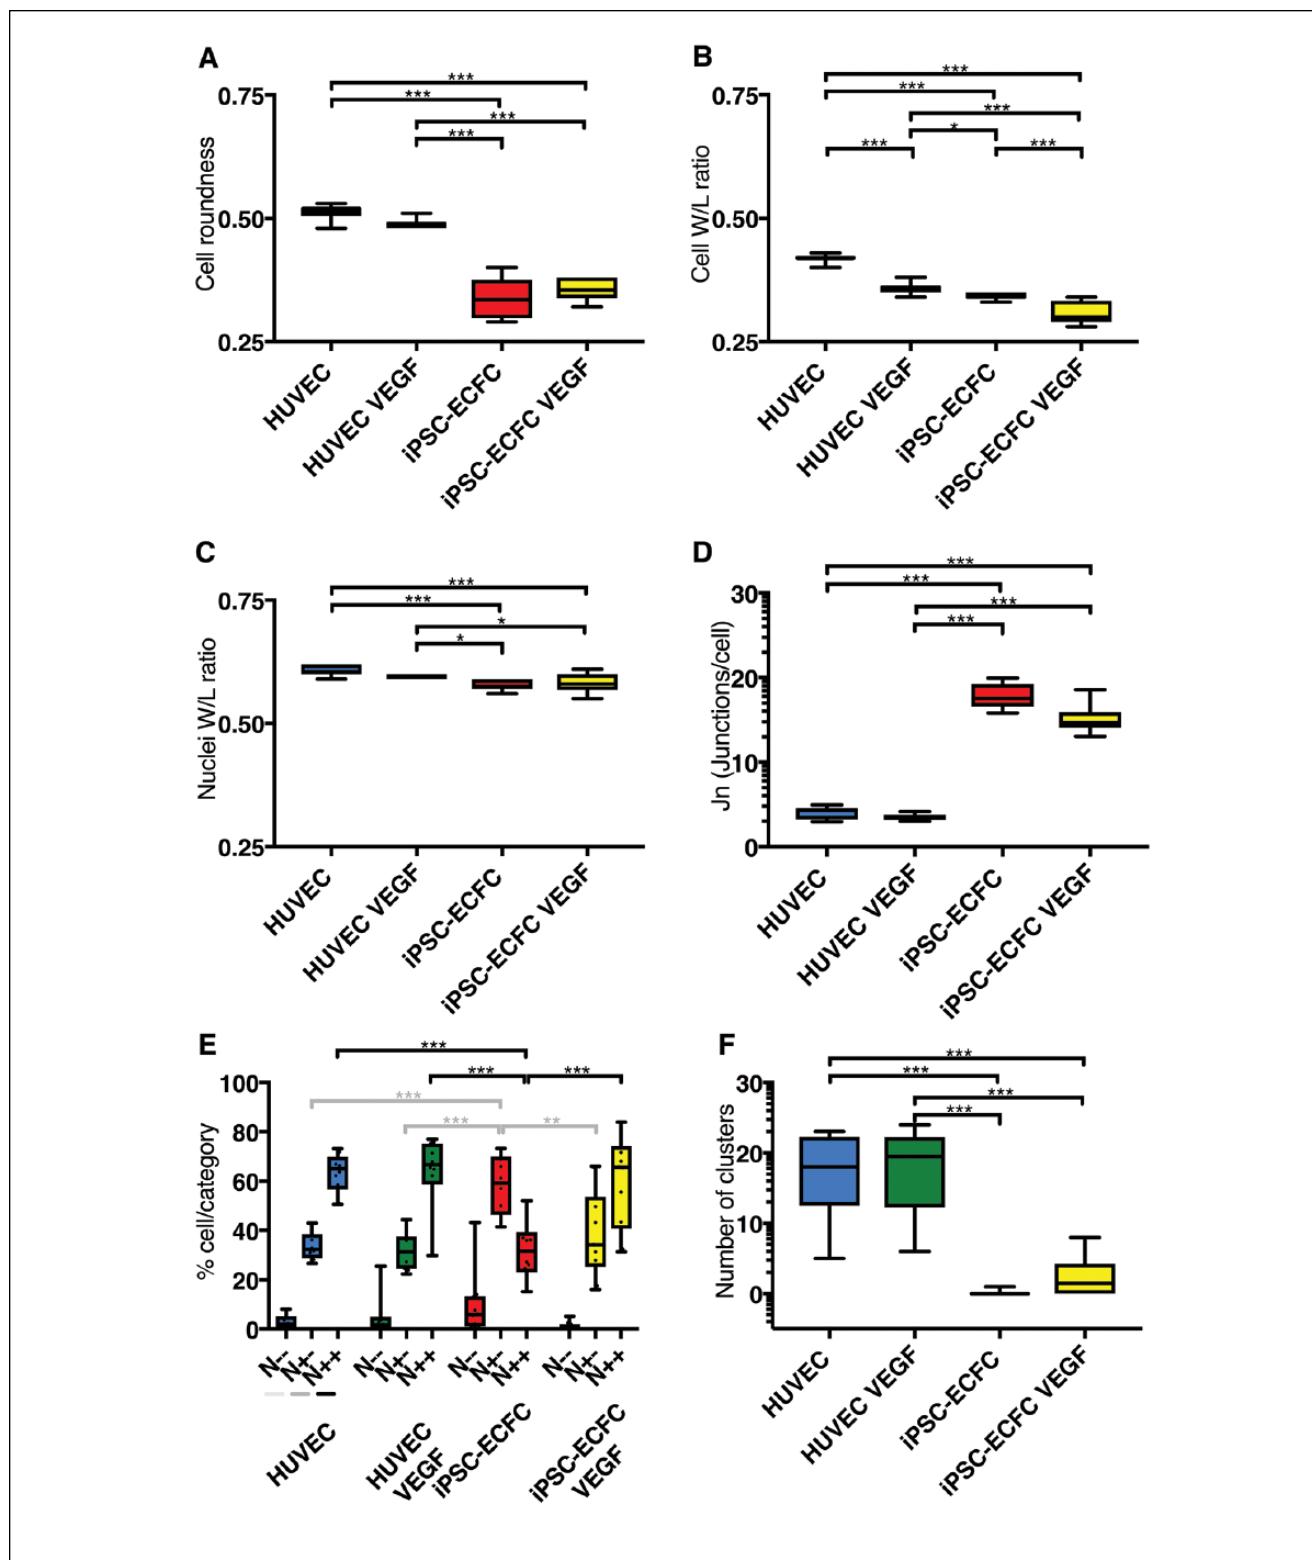 A
***
***
***
***
0.75
0.50
0.25
Cell roundness
HUVEC
HUVEC VEGF
iPSC-ECFC
iPSC-ECFC VEGF
B
***
***
***
*
***
***
0.75
0.50
0.25
Cell W/L ratio
HUVEC
HUVEC VEGF
iPSC-ECFC
iPSC-ECFC VEGF
C
***
***
*
*
0.75
0.50
0.25
Nuclei W/L ratio
HUVEC
HUVEC VEGF
iPSC-ECFC
iPSC-ECFC VEGF
D
***
***
***
***
30
20
10
0
Jn (Junctions/cell)
HUVEC
HUVEC VEGF
iPSC-ECFC
iPSC-ECFC VEGF
E
***
*** ***
***
*** **
100
80
60
40
20
0
% cell/category
N-- N+- N++ N-- N+- N++ N-- N+- N++ N-- N+- N++
HUVEC
HUVEC
VEGF
iPSC-ECFC
iPSC-ECFC
VEGF
F
***
***
***
***
30
20
10
0
Number of clusters
HUVEC
HUVEC VEGF
iPSC-ECFC
iPSC-ECFC VEGF